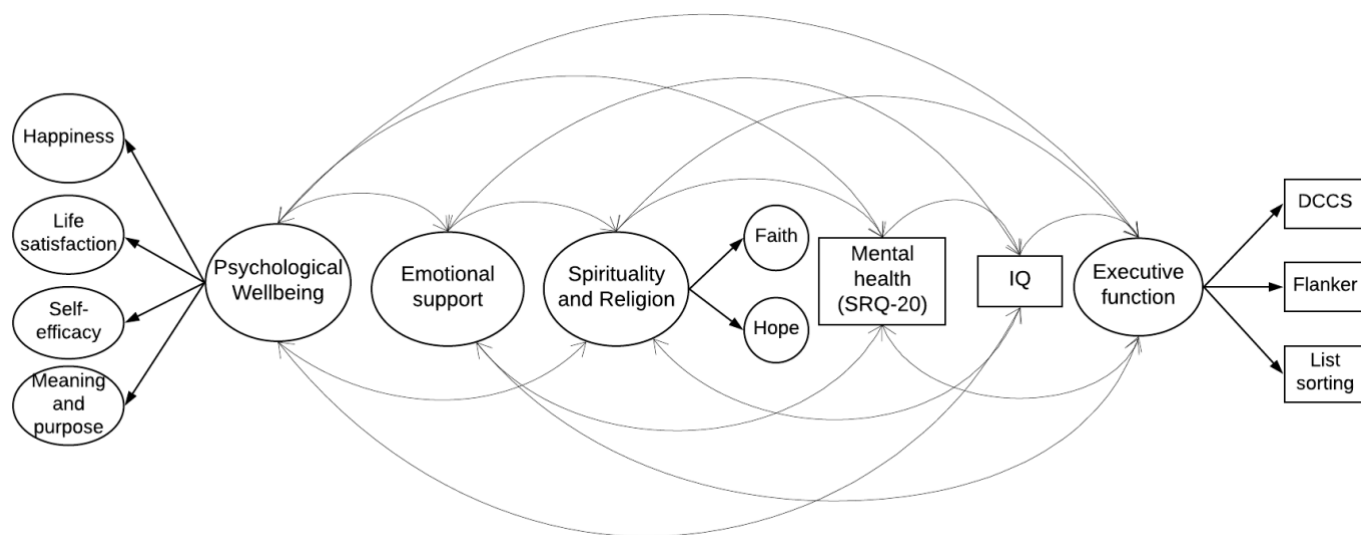 Happiness
Life
satisfaction
Self-
efficacy
Meaning
and
purpose
Psychological
Wellbeing
Emotional
support
Spirituality
and Religion
Faith
Hope
Mental
health
(SRQ-20)
IQ
Executive
function
DCCS
Flanker
List
sorting